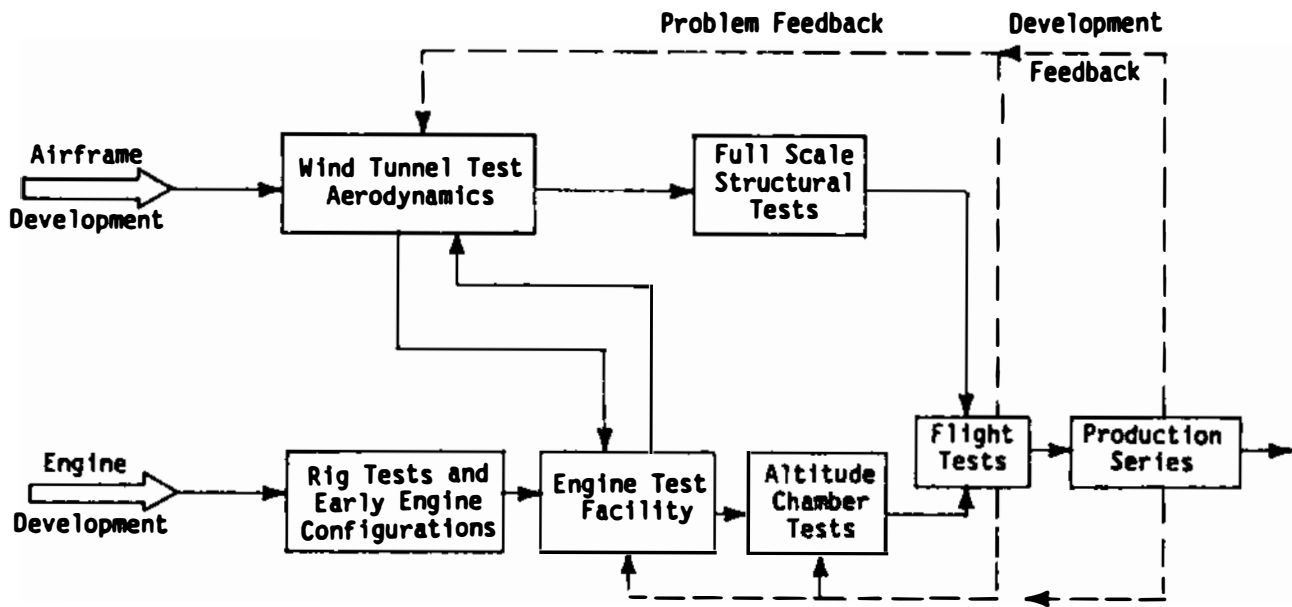 Problem Feedback
Development
Feedback
Airframe
Development
Wind Tunnel Test
Aerodynamics
Full Scale
Structural
Tests
Engine
Development
Rig Tests and
Early Engine
Configurations
Engine Test
Facility
Altitude
Chamber
Tests
Flight
Tests
Production
Series